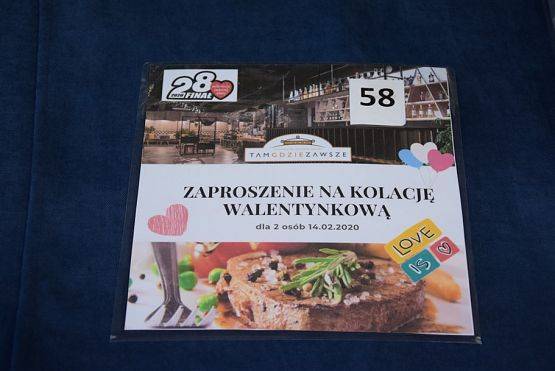 28
FINAŁ
58
TAMGDZIEZAWSZE
ZAPROSZENIE NA KOLACJĘ
WALENTYNKOWĄ
dla 2 osób 14.02.2020
LOVE
IS